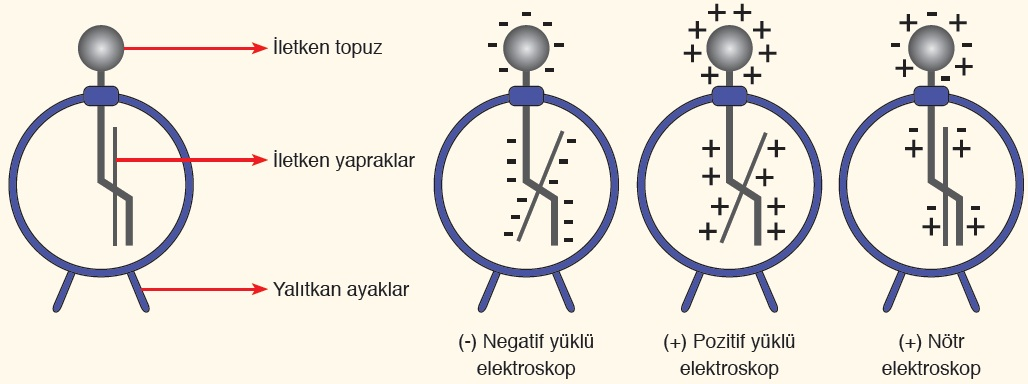 İletken topuz
İletken yapraklar
Yalıtkan ayaklar
(-) Negatif yüklü
elektroskop
(+) Pozitif yüklü
elektroskop
(+) Nötr
elektroskop